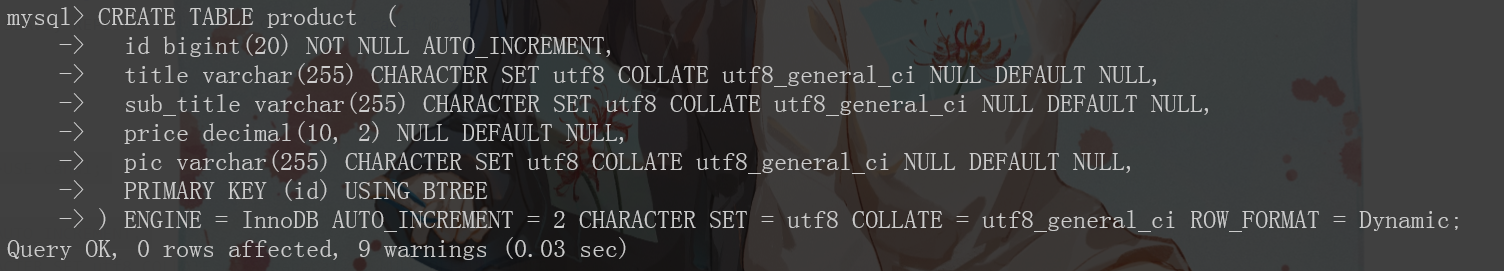 mysql> CREATE TABLE product  (
    ->   id bigint(20) NOT NULL AUTO_INCREMENT,
    ->   title varchar(255) CHARACTER SET utf8 COLLATE utf8_general_ci NULL DEFAULT NULL,
    ->   sub_title varchar(255) CHARACTER SET utf8 COLLATE utf8_general_ci NULL DEFAULT NULL,
    ->   price decimal(10, 2) NULL DEFAULT NULL,
    ->   pic varchar(255) CHARACTER SET utf8 COLLATE utf8_general_ci NULL DEFAULT NULL,
    ->   PRIMARY KEY (id) USING BTREE
    -> ) ENGINE = InnoDB AUTO_INCREMENT = 2 CHARACTER SET = utf8 COLLATE = utf8_general_ci ROW_FORMAT = Dynamic;
Query OK, 0 rows affected, 9 warnings (0.03 sec)